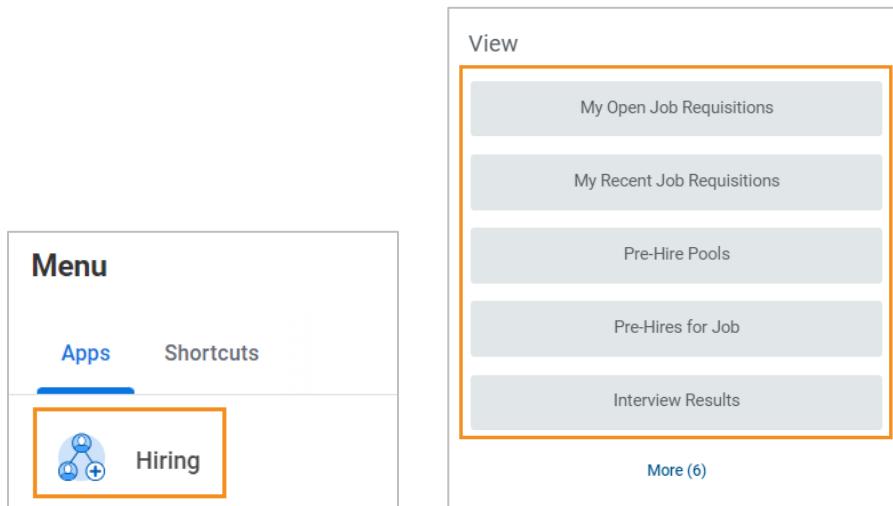 Menu
Apps Shortcuts
Hiring
View
My Open Job Requisitions
My Recent Job Requisitions
Pre-Hire Pools
Pre-Hires for Job
Interview Results
More (6)